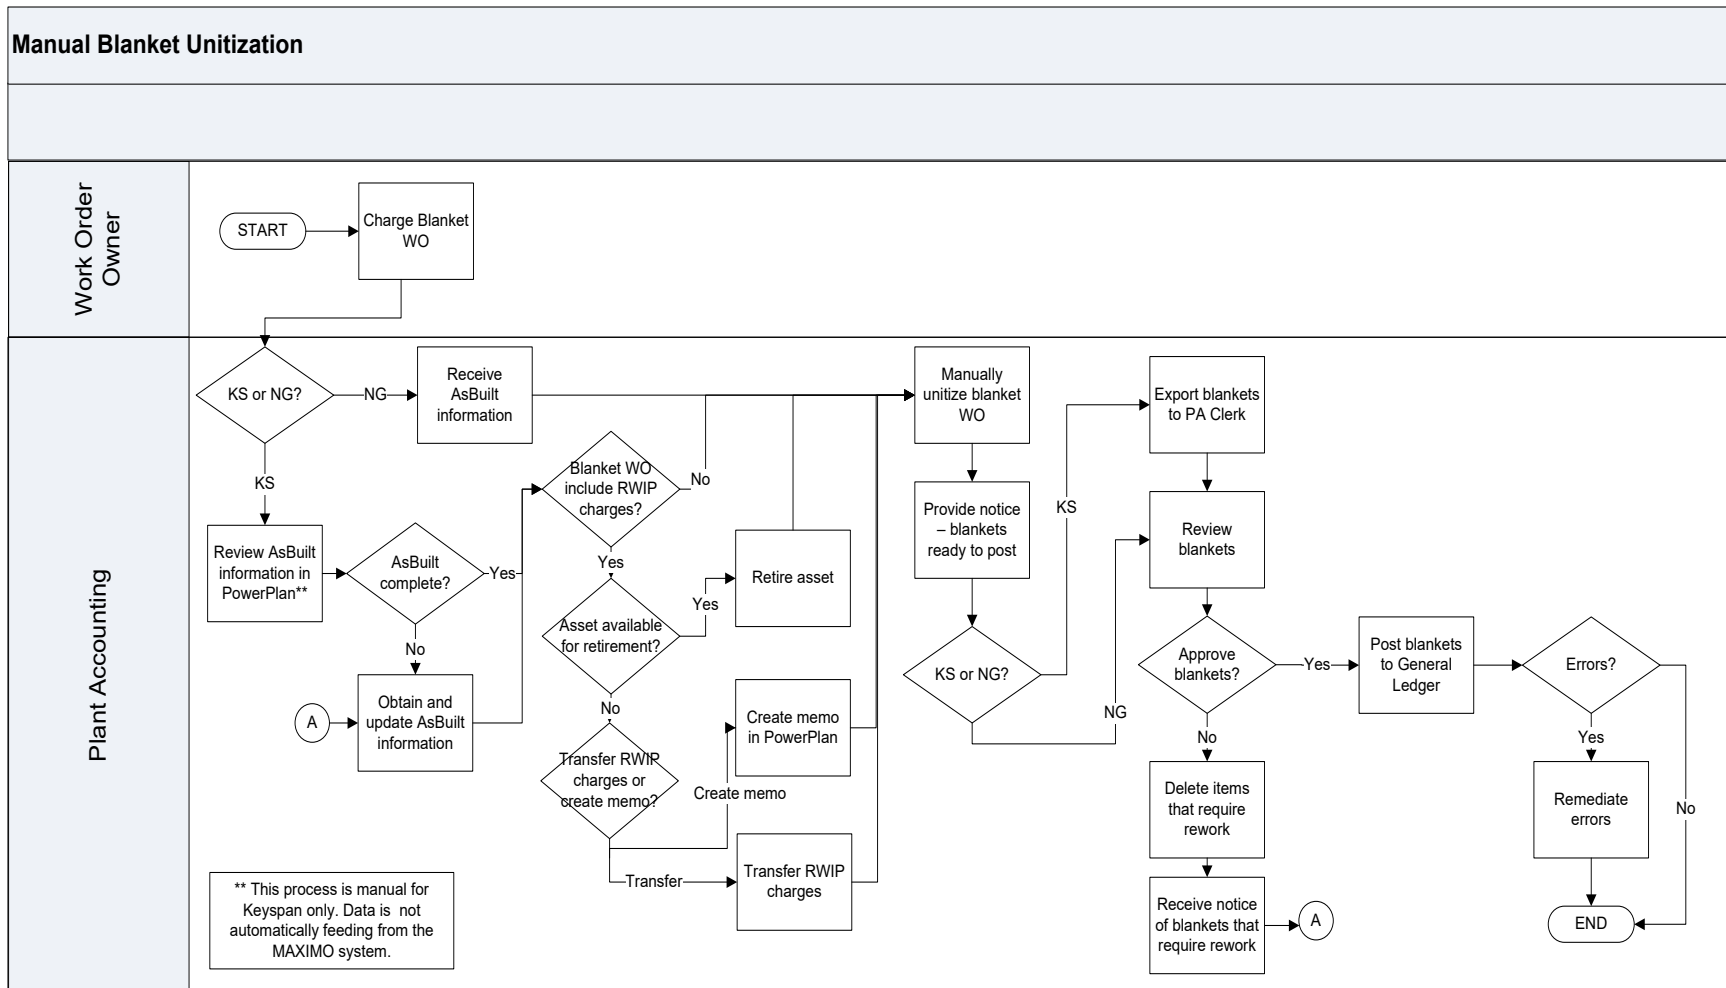 Manual Blanket Unitization
Work Order
Owner
START
Charge Blanket
WO
Plant Accounting
KS or NG?
NG
Receive
AsBuilt
information
KS
Review AsBuilt
information in
PowerPlan**
AsBuilt
complete?
Yes
No
A
Obtain and
update AsBuilt
information
Blanket WO
include RWIP
charges?
No
Yes
Asset available
for retirement?
Yes
Retire asset
No
Transfer RWIP
charges or
create memo?
Create memo
Create memo
in PowerPlan
Transfer
Transfer RWIP
charges
Manually
unitize blanket
WO
Provide notice
– blankets
ready to post
KS or NG?
KS
NG
Export blankets
to PA Clerk
Review
blankets
Approve
blankets?
Yes
No
Delete items
that require
rework
Receive notice
of blankets that
require rework
A
Post blankets
to General
Ledger
Errors?
Yes
No
Remediate
errors
END
** This process is manual for
Keyspan only. Data is  not
automatically feeding from the
MAXIMO system.